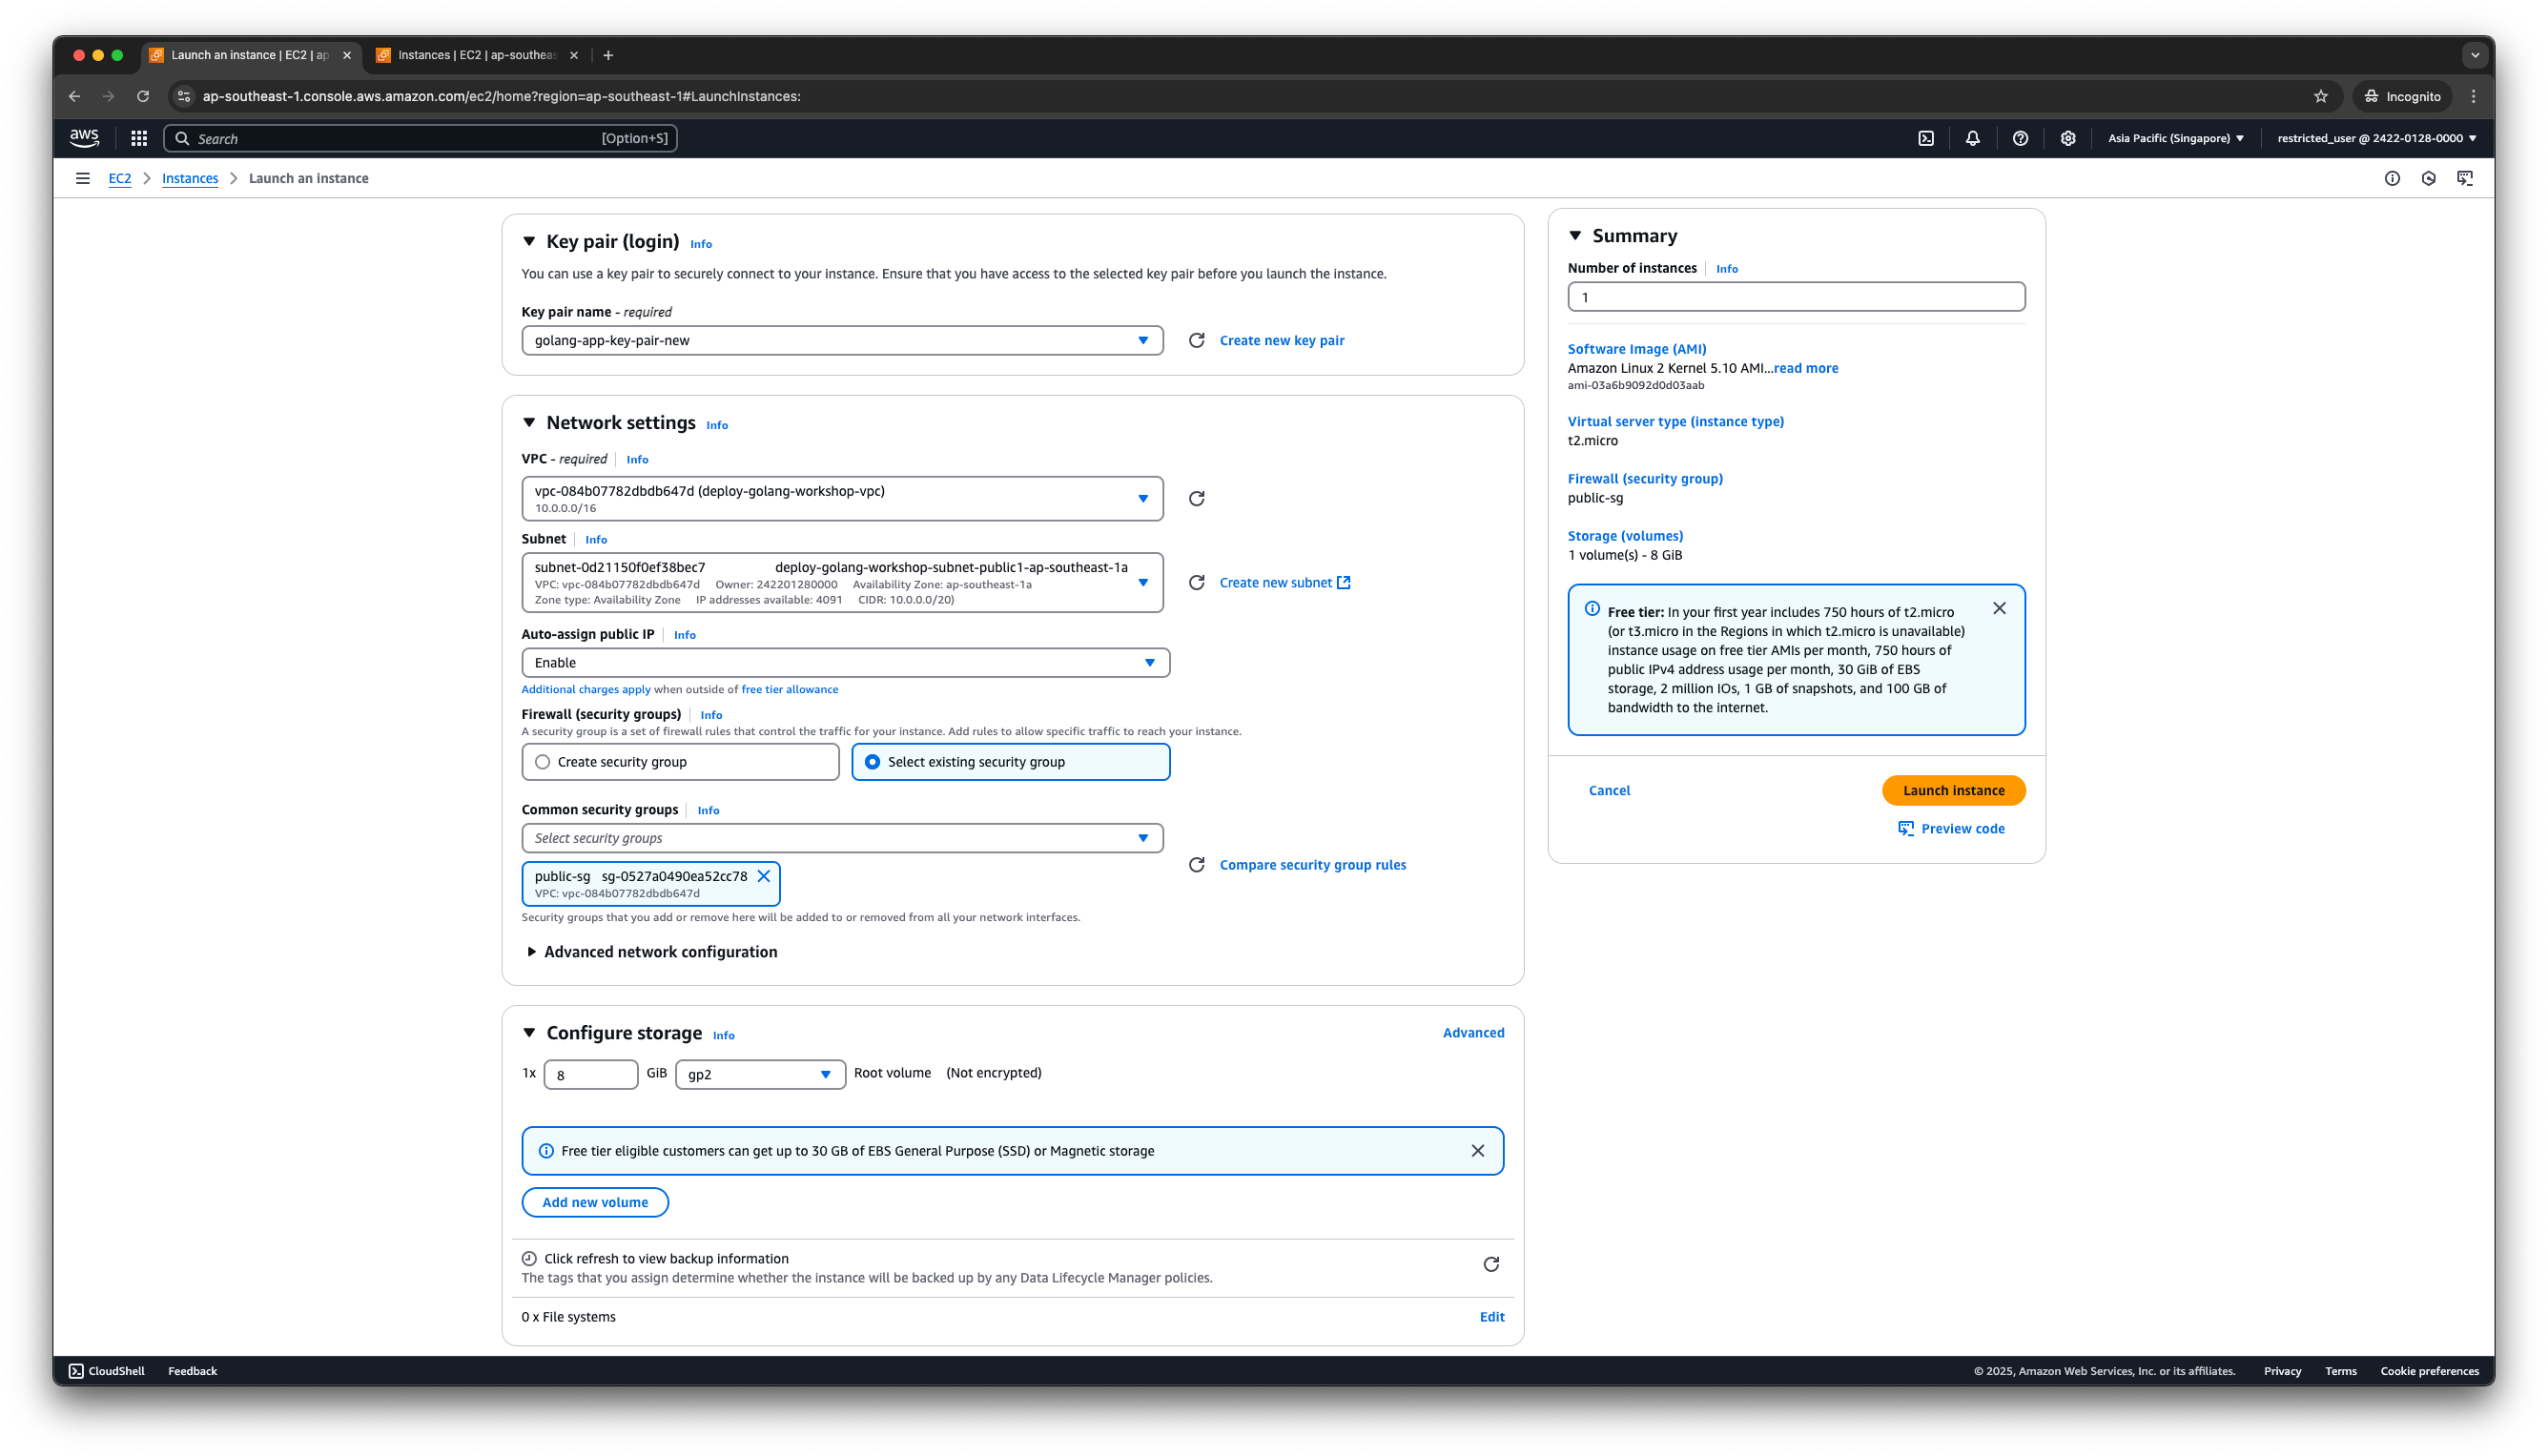 Launch an instance | EC2 | ap
Instances | EC2 | ap-southeas
ap-southeast-1.console.aws.amazon.com/ec2/home?region=ap-southeast-1#LaunchInstances:
Incognito
aws
Search
[Option+S]
Asia Pacific (Singapore)
restricted_user @ 2422-0128-0000
EC2
Instances
Launch an instance
Key pair (login) Info
You can use a key pair to securely connect to your instance. Ensure that you have access to the selected key pair before you launch the instance.
Key pair name - required
golang-app-key-pair-new
Create new key pair
Network settings Info
VPC - required Info
vpc-084b07782dbdb647d (deploy-golang-workshop-vpc)
10.0.0.0/16
Subnet Info
subnet-0d21150f0ef38bec7 deploy-golang-workshop-subnet-public1-ap-southeast-1a
VPC: vpc-084b07782dbdb647d Owner: 242201280000 Availability Zone: ap-southeast-1a
Zone type: Availability Zone IP addresses available: 4091 CIDR: 10.0.0.0/20)
Create new subnet
Auto-assign public IP Info
Enable
Additional charges apply when outside of free tier allowance
Firewall (security groups) Info
A security group is a set of firewall rules that control the traffic for your instance. Add rules to allow specific traffic to reach your instance.
Create security group
Select existing security group
Common security groups Info
Select security groups
public-sg sg-0527a0490ea52cc78
VPC: vpc-084b07782dbdb647d
Compare security group rules
Security groups that you add or remove here will be added to or removed from all your network interfaces.
Advanced network configuration
Configure storage Info
Advanced
1x 8 GiB gp2 Root volume (Not encrypted)
Free tier eligible customers can get up to 30 GB of EBS General Purpose (SSD) or Magnetic storage
Add new volume
Click refresh to view backup information
The tags that you assign determine whether the instance will be backed up by any Data Lifecycle Manager policies.
0 x File systems
Edit
Summary
Number of instances Info
1
Software Image (AMI)
Amazon Linux 2 Kernel 5.10 AMI...read more
ami-03a6b9092d0d03aab
Virtual server type (instance type)
t2.micro
Firewall (security group)
public-sg
Storage (volumes)
1 volume(s) - 8 GiB
Free tier: In your first year includes 750 hours of t2.micro
(or t3.micro in the Regions in which t2.micro is unavailable)
instance usage on free tier AMIs per month, 750 hours of
public IPv4 address usage per month, 30 GiB of EBS
storage, 2 million IOs, 1 GB of snapshots, and 100 GB of
bandwidth to the internet.
Cancel
Launch instance
Preview code
CloudShell
Feedback
© 2025, Amazon Web Services, Inc. or its affiliates.
Privacy
Terms
Cookie preferences